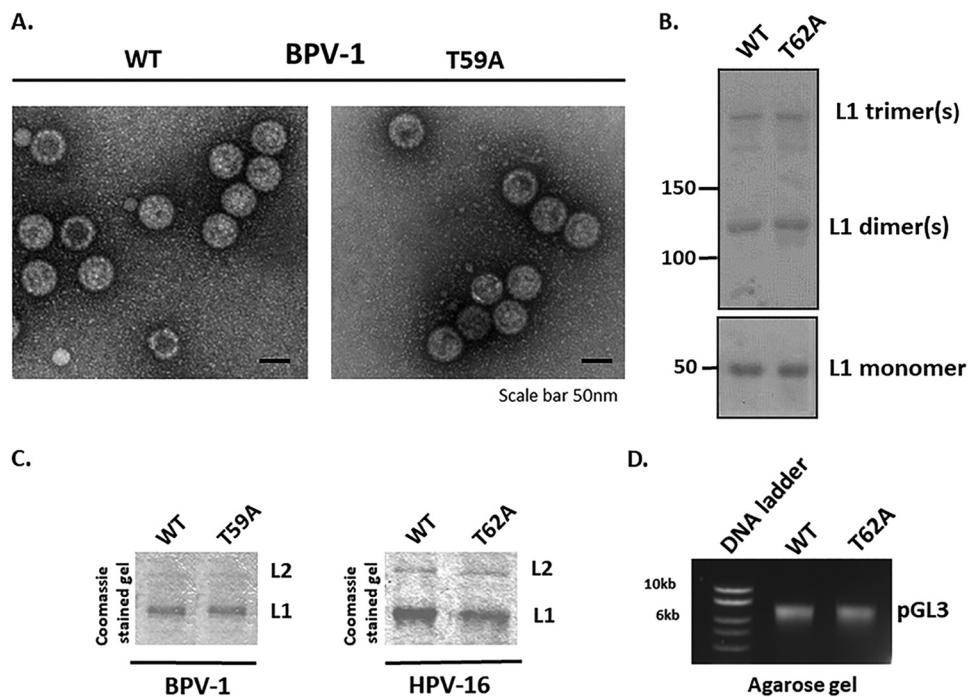 A.
BPV-1
WT
T59A
Scale bar 50nm
B.
WT
T62A
L1 trimer(s)
150
L1 dimer(s)
100
50
L1 monomer
C.
Coomassie
stained gel
WT
T59A
L2
L1
BPV-1
Coomassie
stained gel
WT
T62A
L2
L1
HPV-16
D.
DNA ladder
WT
T62A
10kb
6kb
pGL3
Agarose gel